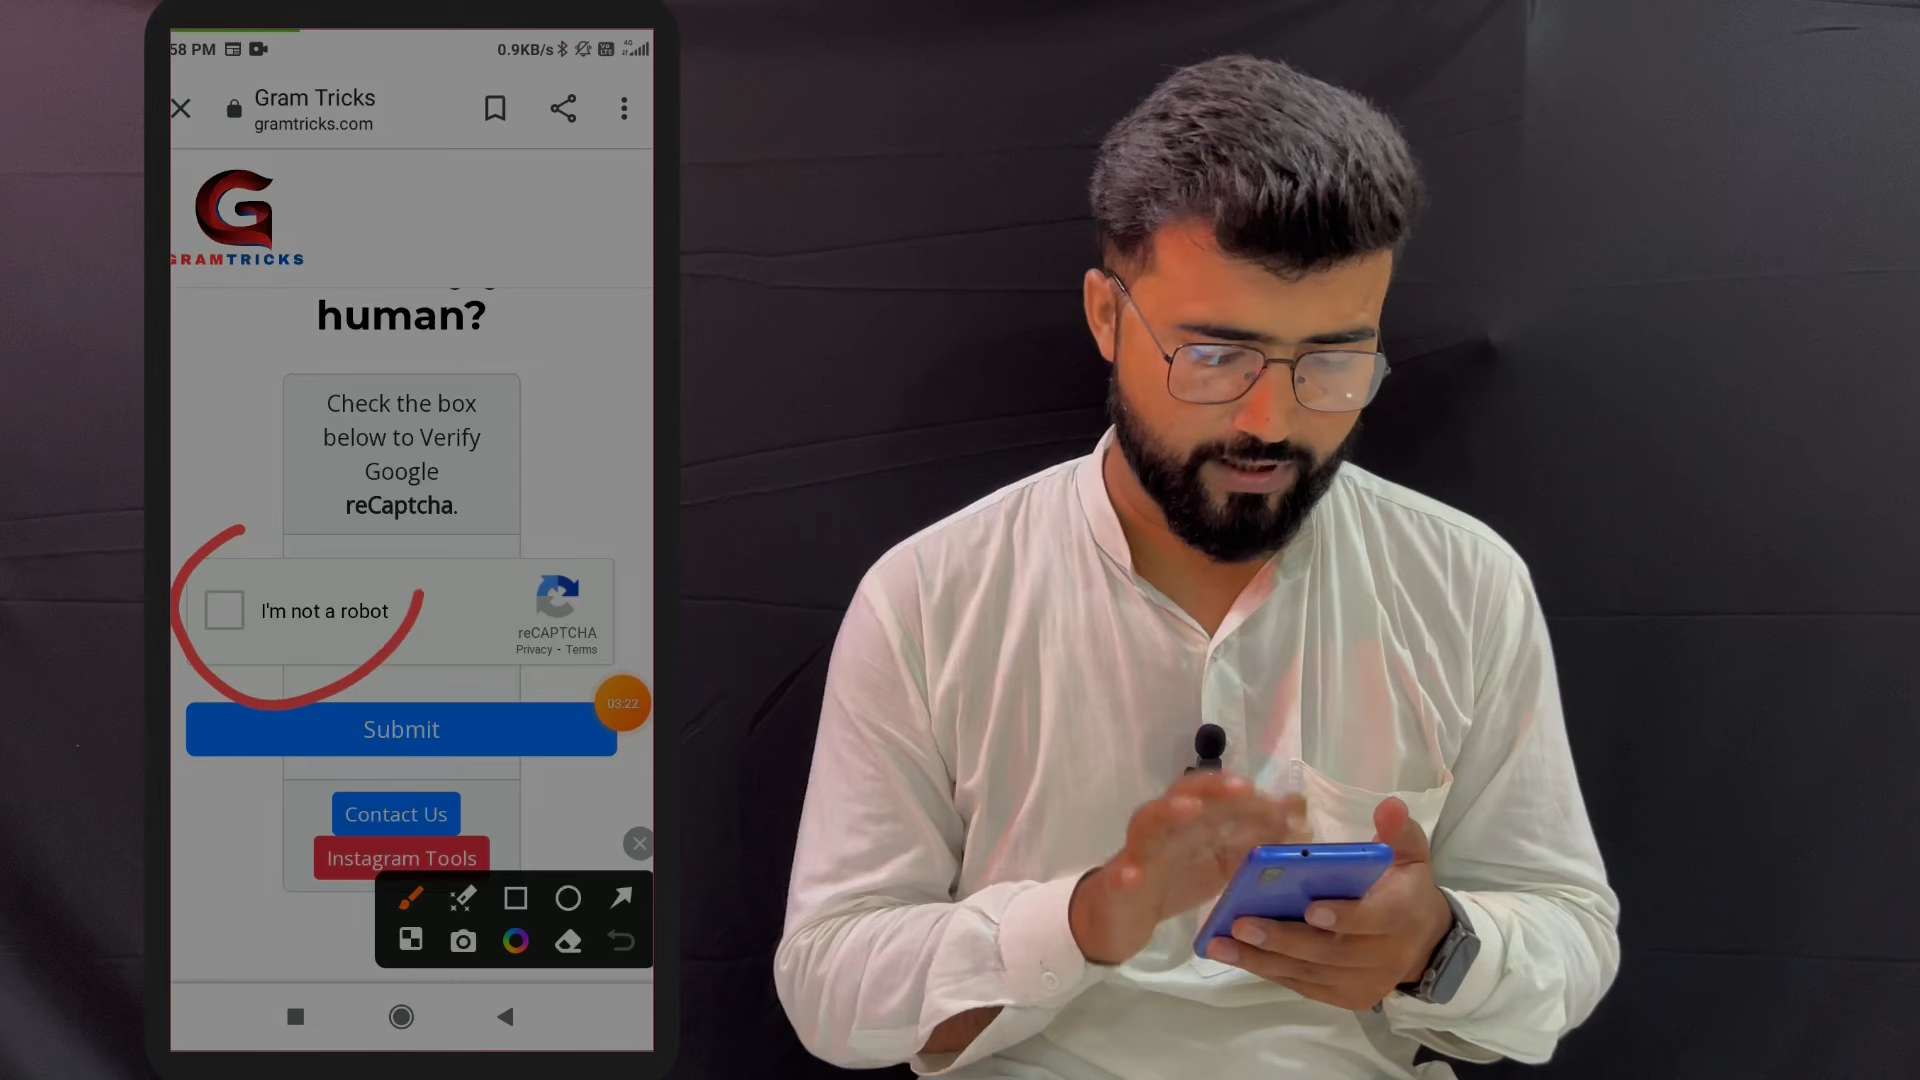 58 PM
0.9KB/s
4G
Gram Tricks
gramtricks.com
GRAMTRICKS
human?
Check the box
below to Verify
Google
reCaptcha.
I'm not a robot
reCAPTCHA
Privacy - Terms
03:22
Submit
Contact Us
Instagram Tools